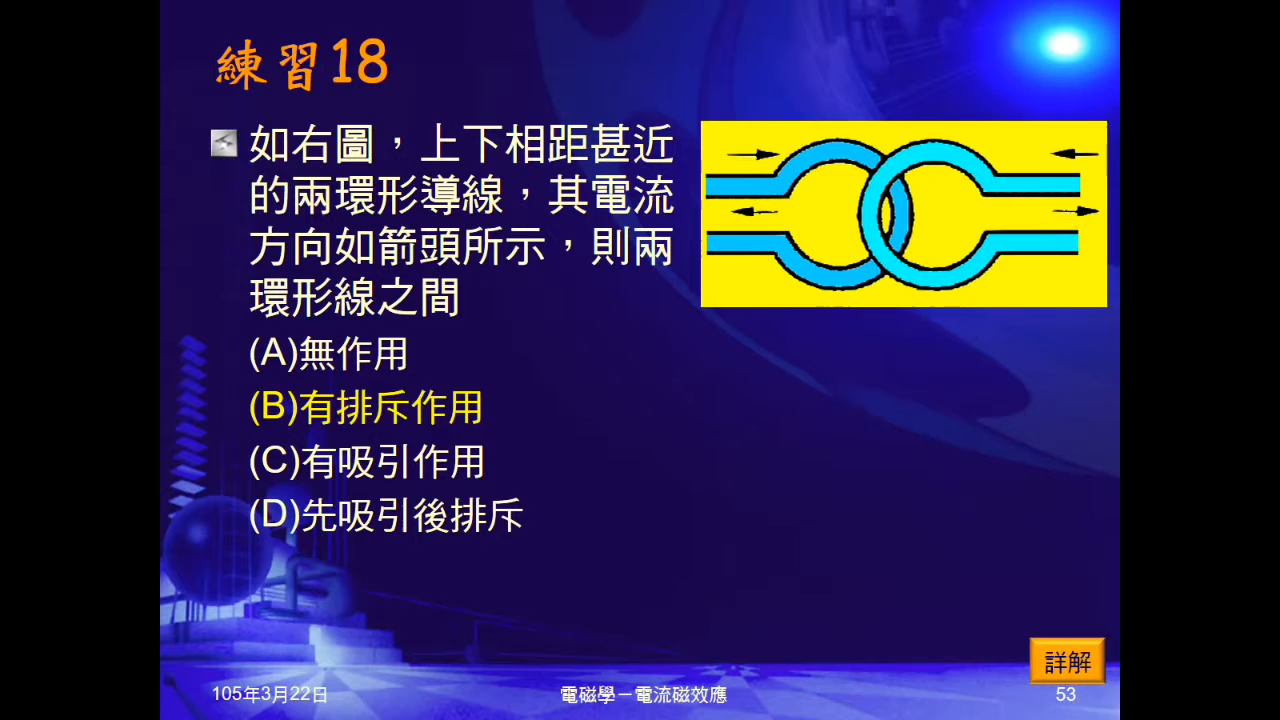 練習18
如右圖，上下相距甚近
的兩環形導線，其電流
方向如箭頭所示，則兩
環形線之間
(A)無作用
(B)有排斥作用
(C)有吸引作用
(D)先吸引後排斥
詳解
105年3月22日
電磁學－電流磁效應
53